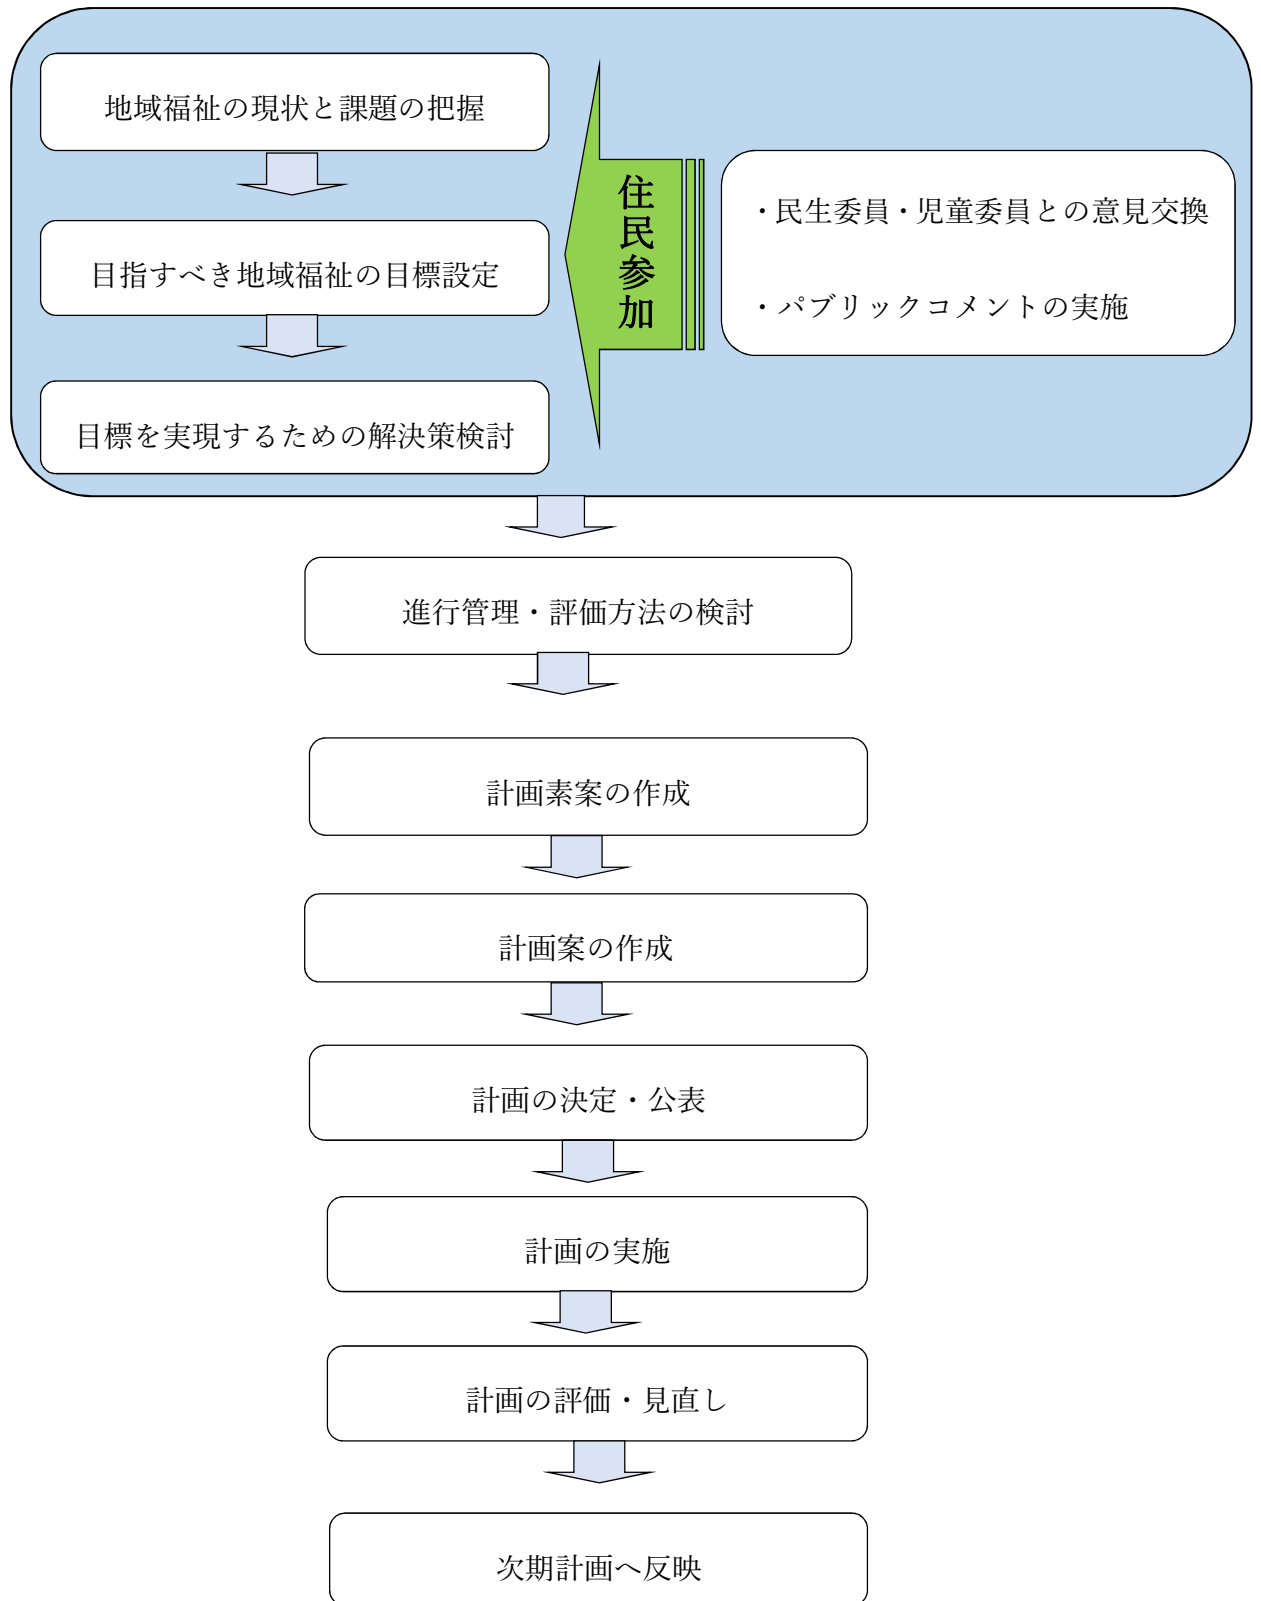 地域福祉の現状と課題の把握
目指すべき地域福祉の目標設定
目標を実現するための解決策検討
住民参加
・民生委員・児童委員との意見交換
・パブリックコメントの実施
進行管理・評価方法の検討
計画素案の作成
計画案の作成
計画の決定・公表
計画の実施
計画の評価・見直し
次期計画へ反映